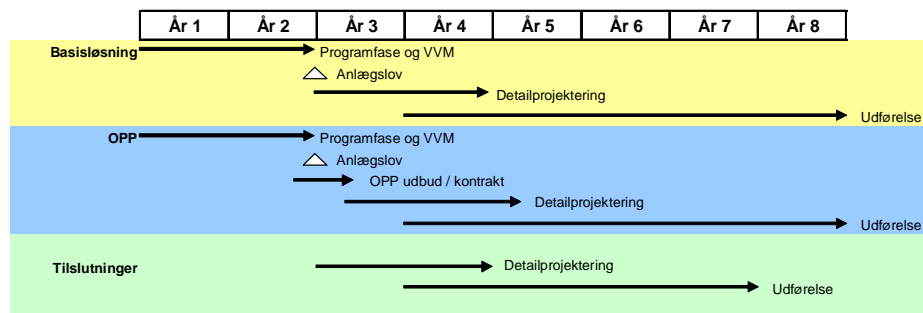 År 1 År 2 År 3 År 4 År 5 År 6 År 7 År 8
Basisløsning Programfase og VVM
Anlægslov
Detailprojektering
Udførelse
OPP Programfase og VVM
Anlægslov
OPP udbud / kontrakt
Detailprojektering
Udførelse
Tilslutninger Detailprojektering
Udførelse